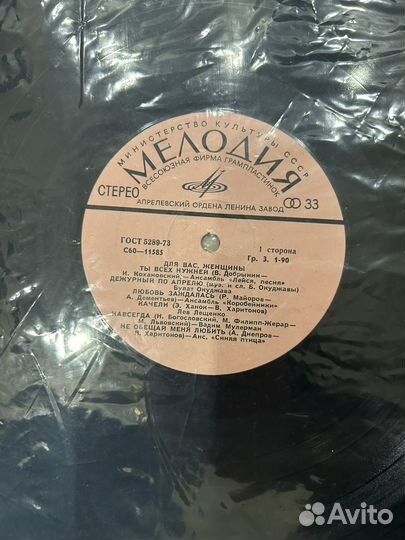 МИНИСТЕРСТВО КУЛЬТУРЫ СССР
МЕЛОДИЯ
ВСЕСОЮЗНАЯ ФИРМА ГРАМПЛАСТИНОК
СТЕРЕО
33
АПРЕЛЕВСКИЙ ОРДЕНА ЛЕНИНА ЗАВОД
ГОСТ 5289-73
1 сторона
С60—11585
Гр. 3. 1-90
ДЛЯ ВАС, ЖЕНЩИНЫ
ТЫ ВСЕХ НУЖНЕЙ (В. Добрынин—
И. Кохановский)—Ансамбль «Лейся, песня»
ДЕЖУРНЫЙ ПО АПРЕЛЮ (муз. и сл. Б. Окуджавы)
Булат Окуджава
ЛЮБОВЬ ЗАЖДАЛАСЬ (Р. Майоров—
А. Дементьев)—Ансамбль «Коробейники»
КАЧЕЛИ (Э. Ханок—В. Харитонов)
Лев Лещенко
НАВСЕГДА (Н. Богословский, М. Филипп-Жерар—
М. Львовский)—Вадим Мулерман
НЕ ОБЕЩАЙ МЕНЯ ЛЮБИТЬ (А. Днепров—
В. Харитонов)—Анс. «Синяя птица»
Avito